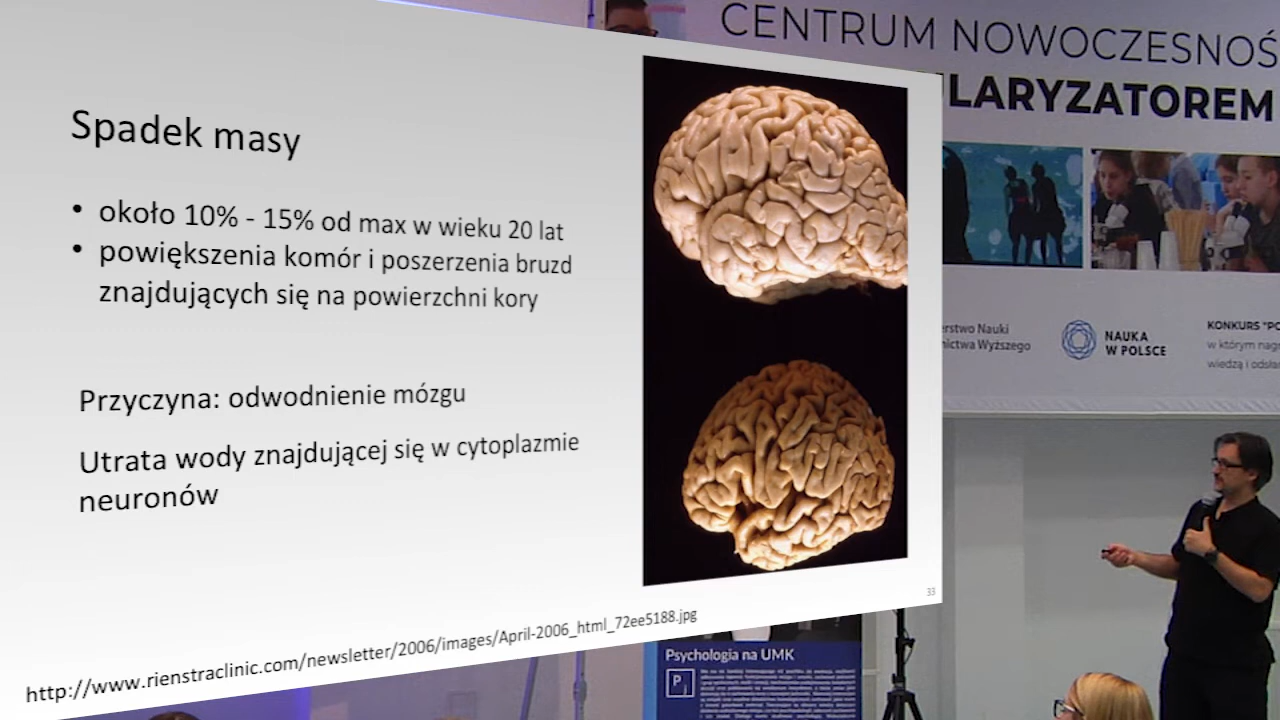 Spadek masy
• około 10% - 15% od max w wieku 20 lat
• powiększenia komór i poszerzenia bruzd
znajdujących się na powierzchni kory
Przyczyna: odwodnienie mózgu
Utrata wody znajdującej się w cytoplazmie
neuronów
http://www.rienstraclinic.com/newsletter/2006/images/April-2006_html_72ee5188.jpg
33
CENTRUM NOWOCZESNOŚ
LARYZATOREM
erstwo Nauki
nictwa Wyższego
NAUKA
W POLSCE
KONKURS "PO
w którym nagr
wiedzą i odsłan
Psychologia na UMK